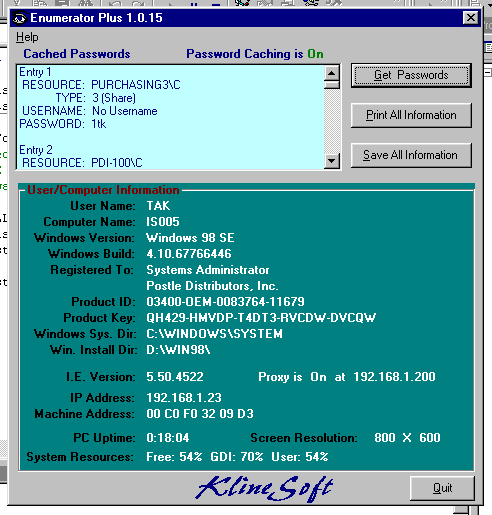 Enumerator Plus 1.0.15
Help
Cached Passwords Password Caching is On
Entry 1
RESOURCE: PURCHASING3\C
TYPE: 3 (Share)
USERNAME: No Username
PASSWORD: 1tk
Entry 2
RESOURCE: PDI-100\C
Get Passwords
Print All Information
Save All Information
User/Computer Information
User Name: TAK
Computer Name: IS005
Windows Version: Windows 98 SE
Windows Build: 4.10.67766446
Registered To: Systems Administrator
Postle Distributors, Inc.
Product ID: 03400-OEM-0083764-11679
Product Key: QH429-HMVDP-T4DT3-RVCDW-DVCQW
Windows Sys. Dir: C:\WINDOWS\SYSTEM
Win. Install Dir: D:\WIN98\
I.E. Version: 5.50.4522 Proxy is On at 192.168.1.200
IP Address: 192.168.1.23
Machine Address: 00 C0 F0 32 09 D3
PC Uptime: 0:18:04 Screen Resolution: 800 X 600
System Resources: Free: 54% GDI: 70% User: 54%
KlineSoft
Quit